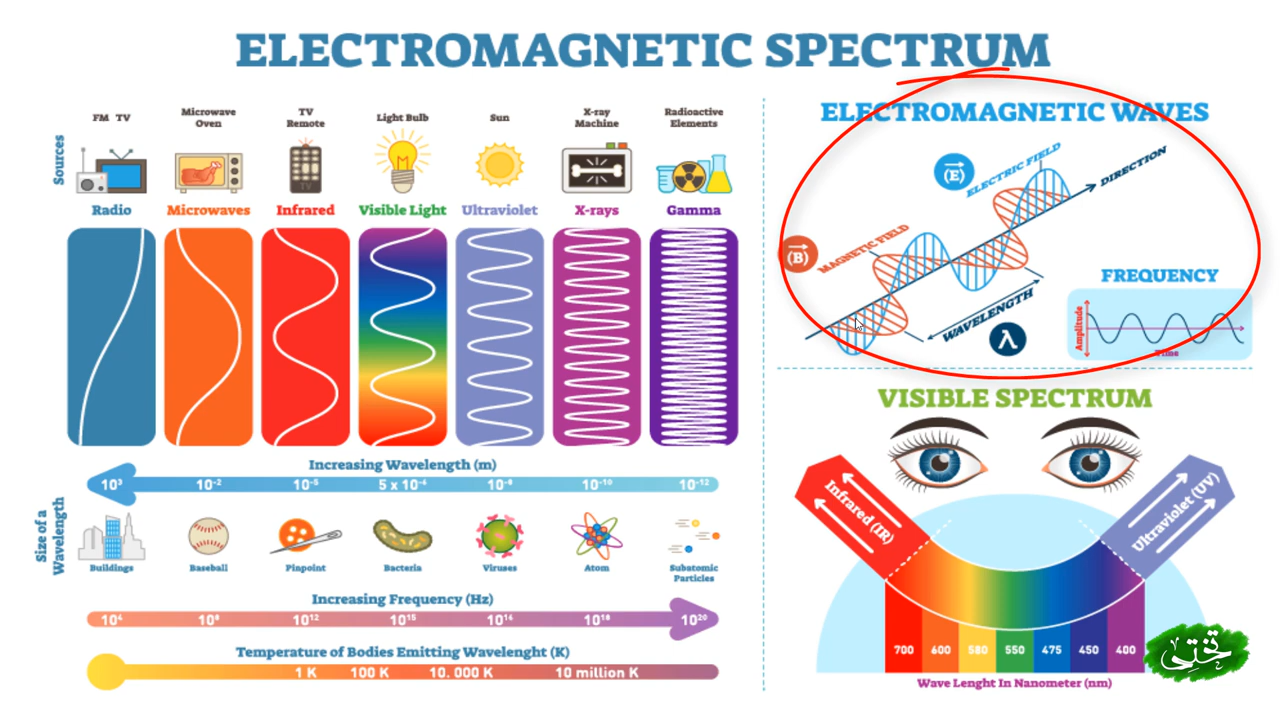 ELECTROMAGNETIC SPECTRUM
Sources
FM TV
Microwave
Oven
TV
Remote
Light Bulb
Sun
X-ray
Machine
Radioactive
Elements
TV
Radio
Microwaves
Infrared
Visible Light
Ultraviolet
X-rays
Gamma
Increasing Wavelength (m)
10³ 10⁻² 10⁻⁵ 5 x 10⁻⁴ 10⁻⁸ 10⁻¹⁰ 10⁻¹²
Size of a
Wavelength
Buildings
Baseball
Pinpoint
Bacteria
Viruses
Atom
Subatomic
Particles
Increasing Frequency (Hz)
10⁴ 10⁸ 10¹² 10¹⁵ 10¹⁶ 10¹⁸ 10²⁰
Temperature of Bodies Emitting Wavelenght (K)
1 K 100 K 10. 000 K 10 million K
ELECTROMAGNETIC WAVES
(E)
ELECTRIC FIELD
DIRECTION
(B)
MAGNETIC FIELD
WAVELENGTH
λ
FREQUENCY
Amplitude
Time
VISIBLE SPECTRUM
Infrared (IR)
Ultraviolet (UV)
700 600 580 550 475 450 400
Wave Lenght In Nanometer (nm)
تختی